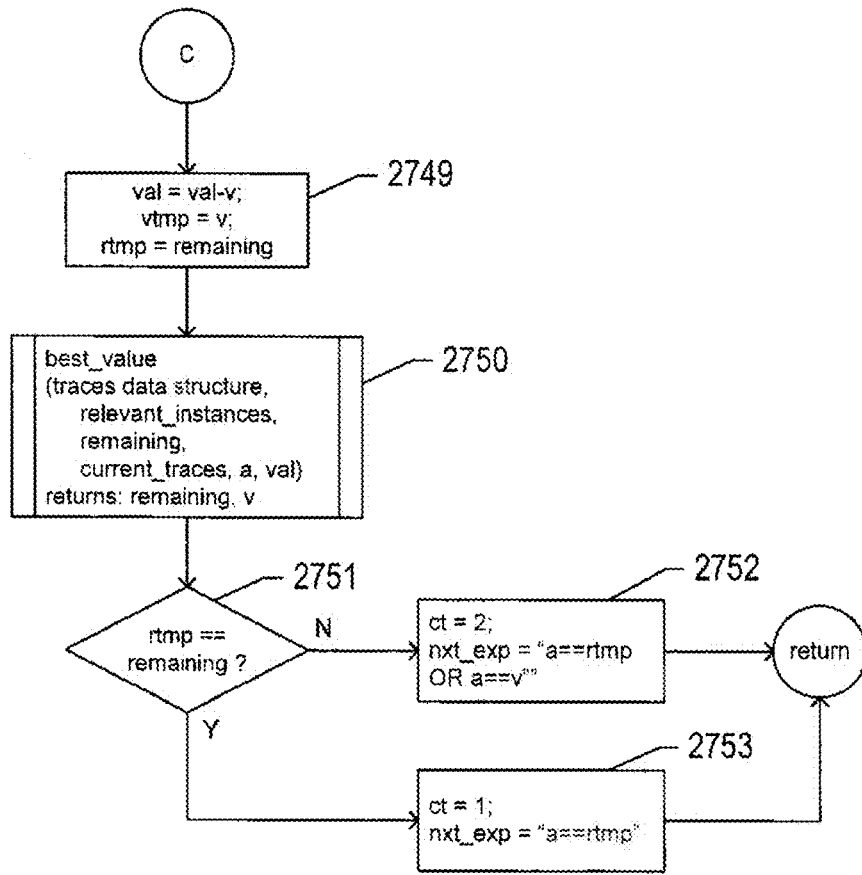 C
2749
val = val-v;
vtmp = v;
rtmp = remaining
2750
best_value
(traces data structure,
relevant_instances,
remaining,
current_traces, a, val)
returns: remaining, v
2751
rtmp ==
remaining ?
N
Y
2752
ct = 2;
nxt_exp = "a==rtmp
OR a==v""
return
2753
ct = 1;
nxt_exp = "a==rtmp"